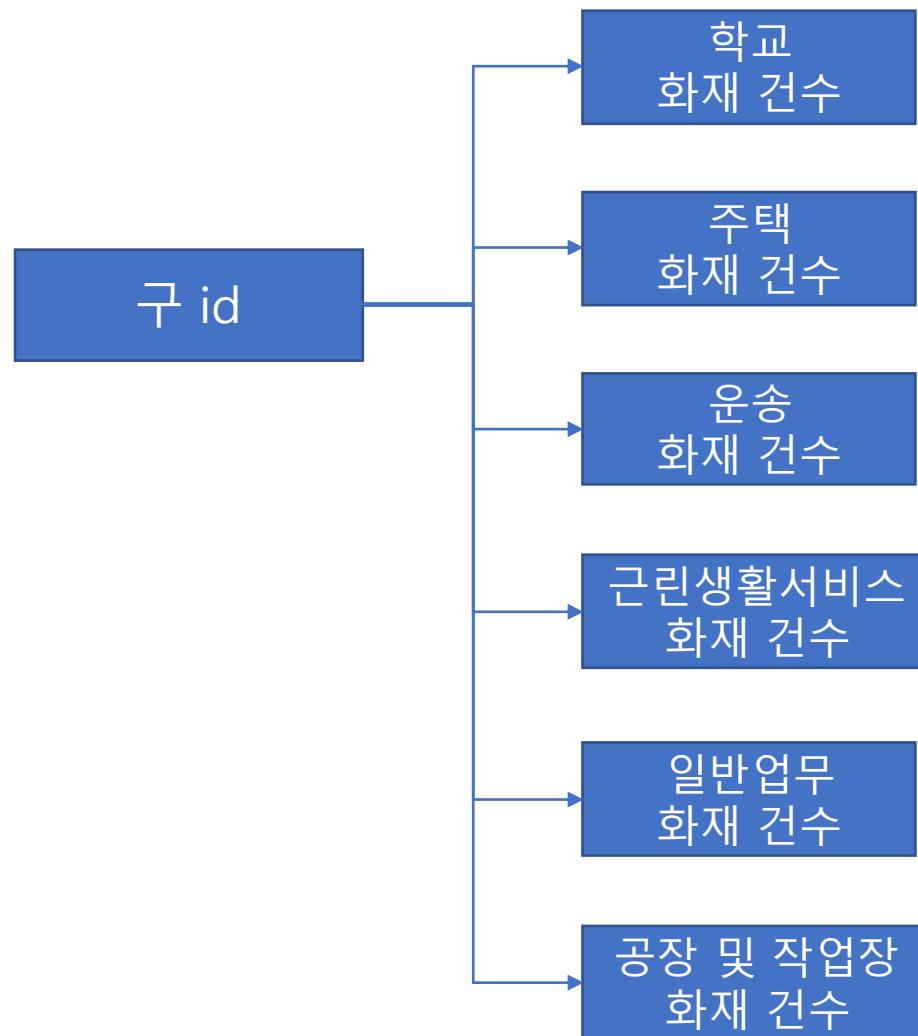 학교
화재 건수
주택
화재 건수
구 id
운송
화재 건수
근린생활서비스
화재 건수
일반업무
화재 건수
공장 및 작업장
화재 건수